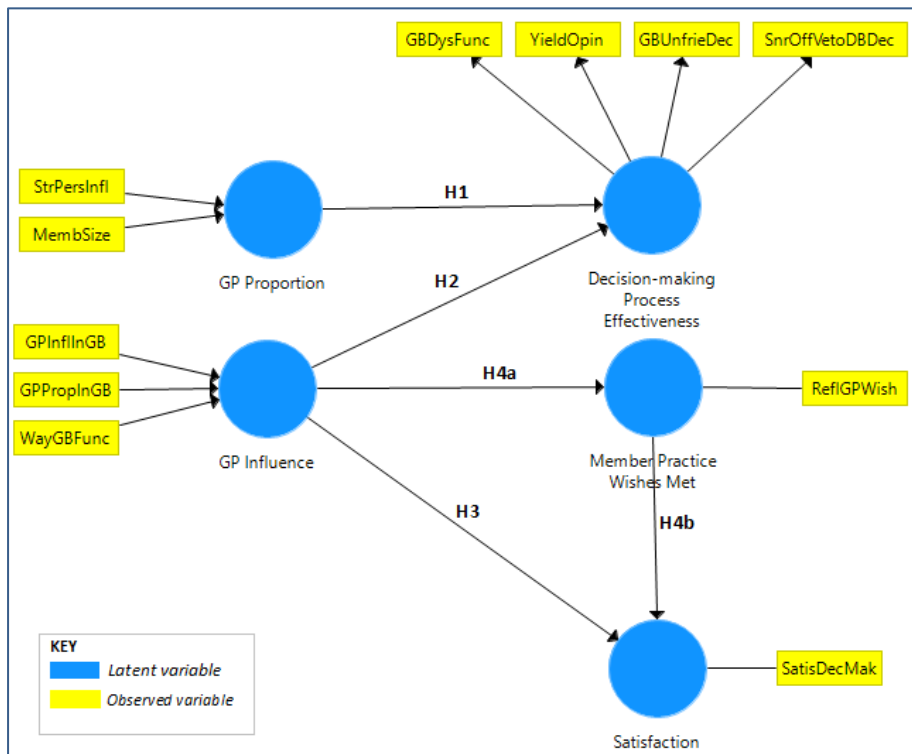 GBDysFunc
YieldOpin
GBUnfrieDec
SnrOffVetoDBDec
StrPersInfl
MembSize
H1
GP Proportion
H2
Decision-making
Process
Effectiveness
GPInflInGB
GPPropInGB
WayGBFunc
H4a
ReflGPWish
GP Influence
Member Practice
Wishes Met
H3
H4b
KEY
Latent variable
Observed variable
SatisDecMak
Satisfaction